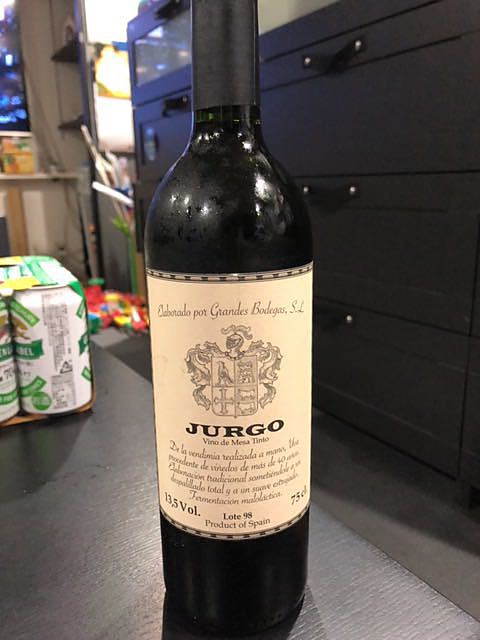 Elaborado por Grandes Bodegas, S.L.
JURGO
Vino de Mesa Tinto
De la vendimia realizada a mano, Uva
procedente de viñedos de más de 40 años.
Elaboración tradicional sometiéndole a un
despalillado total y a un suave estrujado.
Fermentación maloláctica.
13,5 Vol.
75 cl.
Lote 98
Product of Spain